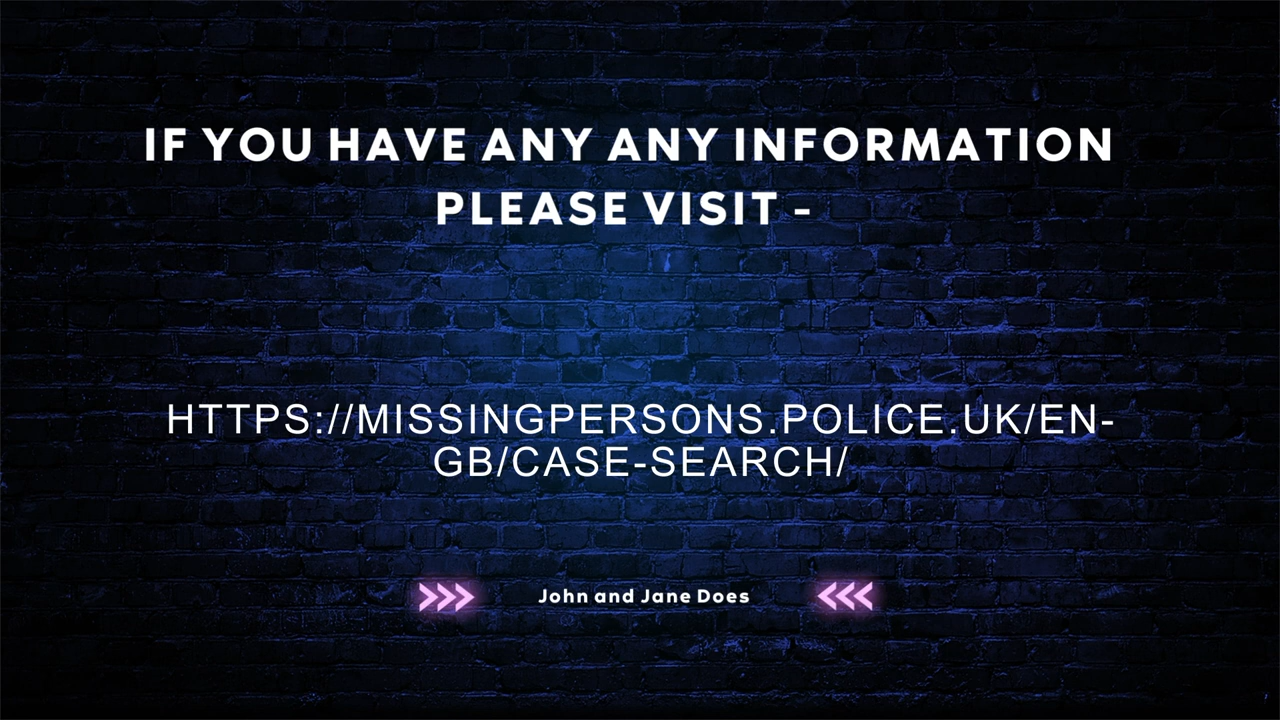 IF YOU HAVE ANY ANY INFORMATION
PLEASE VISIT -
HTTPS://MISSINGPERSONS.POLICE.UK/EN-
GB/CASE-SEARCH/
John and Jane Does